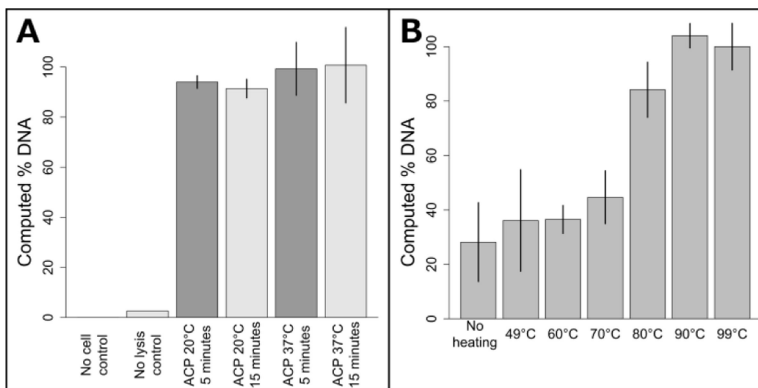 A
Computed % DNA
100
80
60
40
20
0
No cell
control
No lysis
control
ACP 20°C
5 minutes
ACP 20°C
15 minutes
ACP 37°C
5 minutes
ACP 37°C
15 minutes
B
Computed % DNA
100
80
60
40
20
0
No
heating
49°C
60°C
70°C
80°C
90°C
99°C